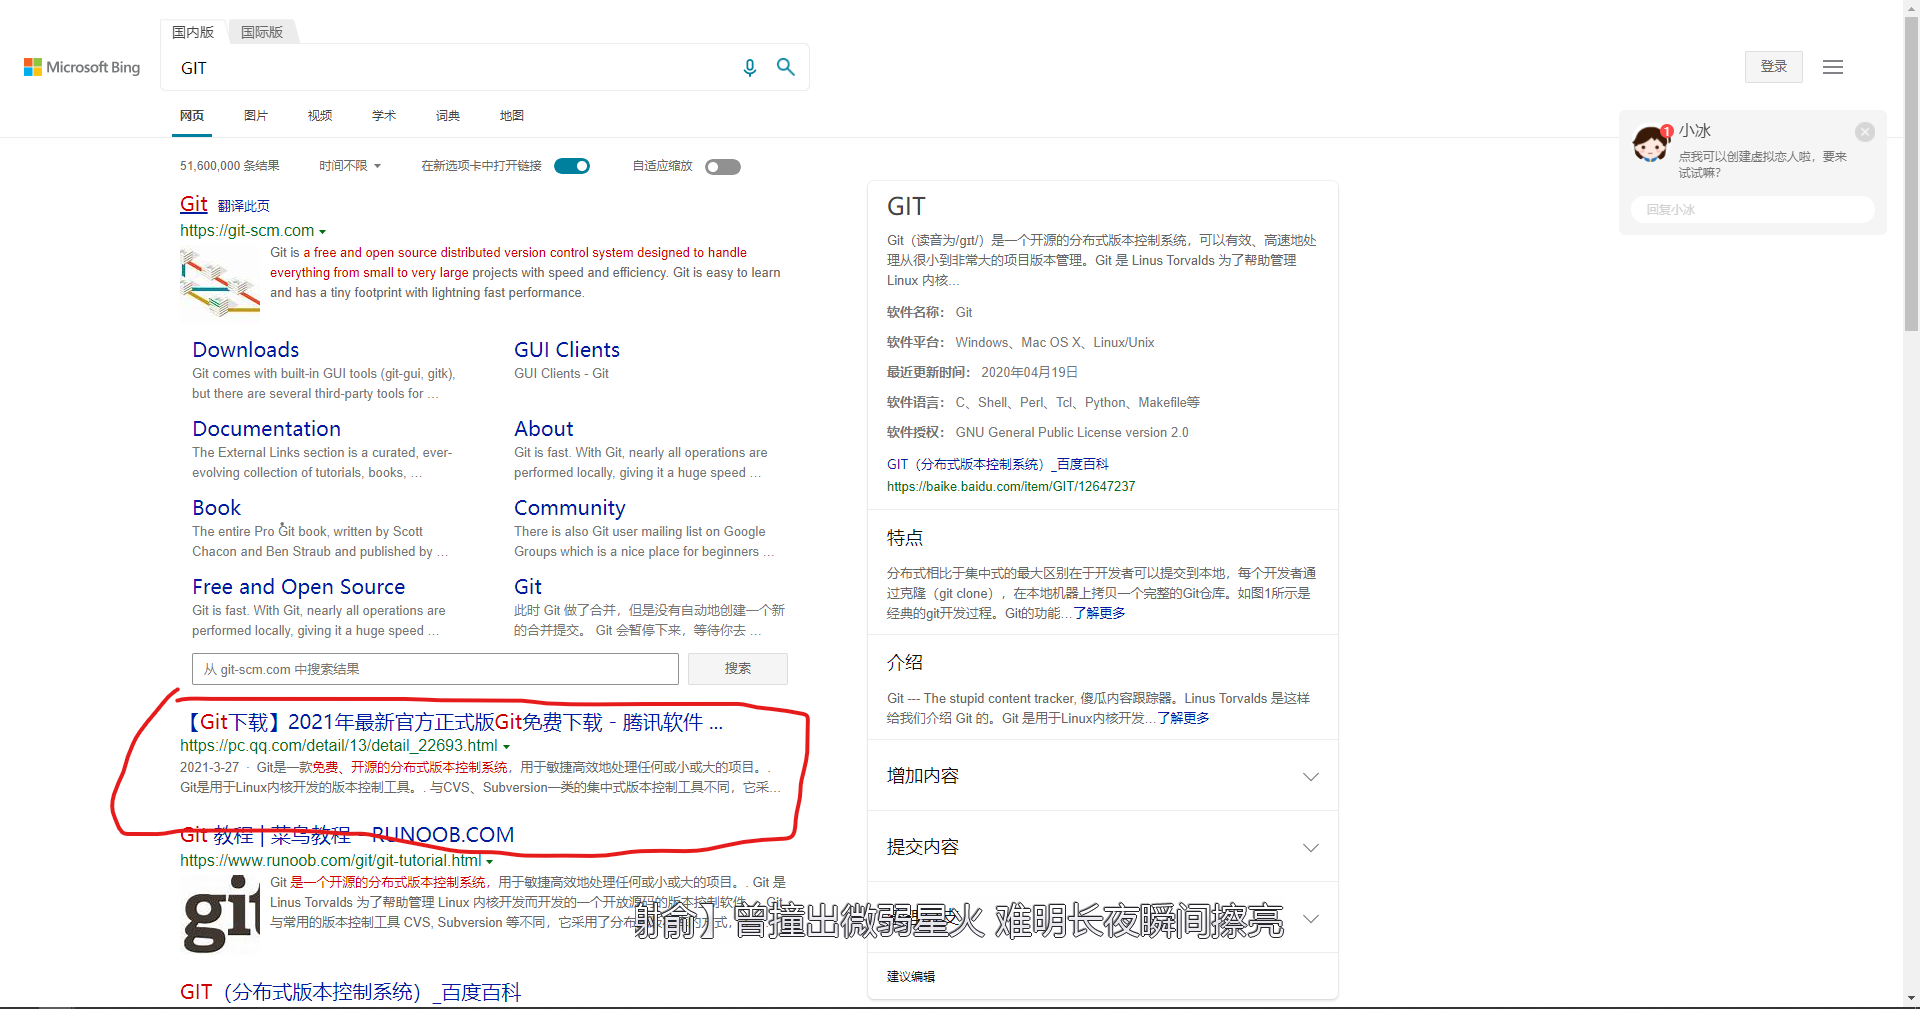 国内版
国际版
Microsoft Bing
GIT
登录
网页
图片
视频
学术
词典
地图
小冰
1
点我可以创建虚拟恋人啦，要来
试试嘛?
回复小冰
51,600,000 条结果
时间不限
在新选项卡中打开链接
自适应缩放
Git 翻译此页
https://git-scm.com
Git is a free and open source distributed version control system designed to handle
everything from small to very large projects with speed and efficiency. Git is easy to learn
and has a tiny footprint with lightning fast performance.
Downloads
Git comes with built-in GUI tools (git-gui, gitk),
but there are several third-party tools for ...
GUI Clients
GUI Clients - Git
Documentation
The External Links section is a curated, ever-
evolving collection of tutorials, books, ...
About
Git is fast. With Git, nearly all operations are
performed locally, giving it a huge speed ...
Book
The entire Pro Git book, written by Scott
Chacon and Ben Straub and published by ...
Community
There is also Git user mailing list on Google
Groups which is a nice place for beginners ...
Free and Open Source
Git is fast. With Git, nearly all operations are
performed locally, giving it a huge speed ...
Git
此时 Git 做了合并，但是没有自动地创建一个新
的合并提交。 Git 会暂停下来，等待你去 ...
从 git-scm.com 中搜索结果
搜索
【Git下载】2021年最新官方正式版Git免费下载 - 腾讯软件 ...
https://pc.qq.com/detail/13/detail_22693.html
2021-3-27 · Git是一款免费、开源的分布式版本控制系统，用于敏捷高效地处理任何或小或大的项目。.
Git是用于Linux内核开发的版本控制工具。. 与CVS、Subversion一类的集中式版本控制工具不同，它采...
Git 教程 | 菜鸟教程 - RUNOOB.COM
https://www.runoob.com/git/git-tutorial.html
Git 是一个开源的分布式版本控制系统，用于敏捷高效地处理任何或小或大的项目。. Git 是
Linus Torvalds 为了帮助管理 Linux 内核开发而开发的一个开放源码的版本控制软件。. Git
与常用的版本控制工具 CVS, Subversion 等不同，它采用了分布
git
GIT（分布式版本控制系统）_百度百科
GIT
Git（读音为/gɪt/）是一个开源的分布式版本控制系统，可以有效、高速地处
理从很小到非常大的项目版本管理。Git 是 Linus Torvalds 为了帮助管理
Linux 内核...
软件名称： Git
软件平台： Windows、Mac OS X、Linux/Unix
最近更新时间： 2020年04月19日
软件语言： C、Shell、Perl、Tcl、Python、Makefile等
软件授权： GNU General Public License version 2.0
GIT（分布式版本控制系统）_百度百科
https://baike.baidu.com/item/GIT/12647237
特点
分布式相比于集中式的最大区别在于开发者可以提交到本地，每个开发者通
过克隆（git clone），在本地机器上拷贝一个完整的Git仓库。如图1所示是
经典的git开发过程。Git的功能...了解更多
介绍
Git --- The stupid content tracker, 傻瓜内容跟踪器。Linus Torvalds 是这样
给我们介绍 Git 的。Git 是用于Linux内核开发...了解更多
增加内容
提交内容
建议编辑
俞】曾撞出微弱星火 难明长夜瞬间擦亮